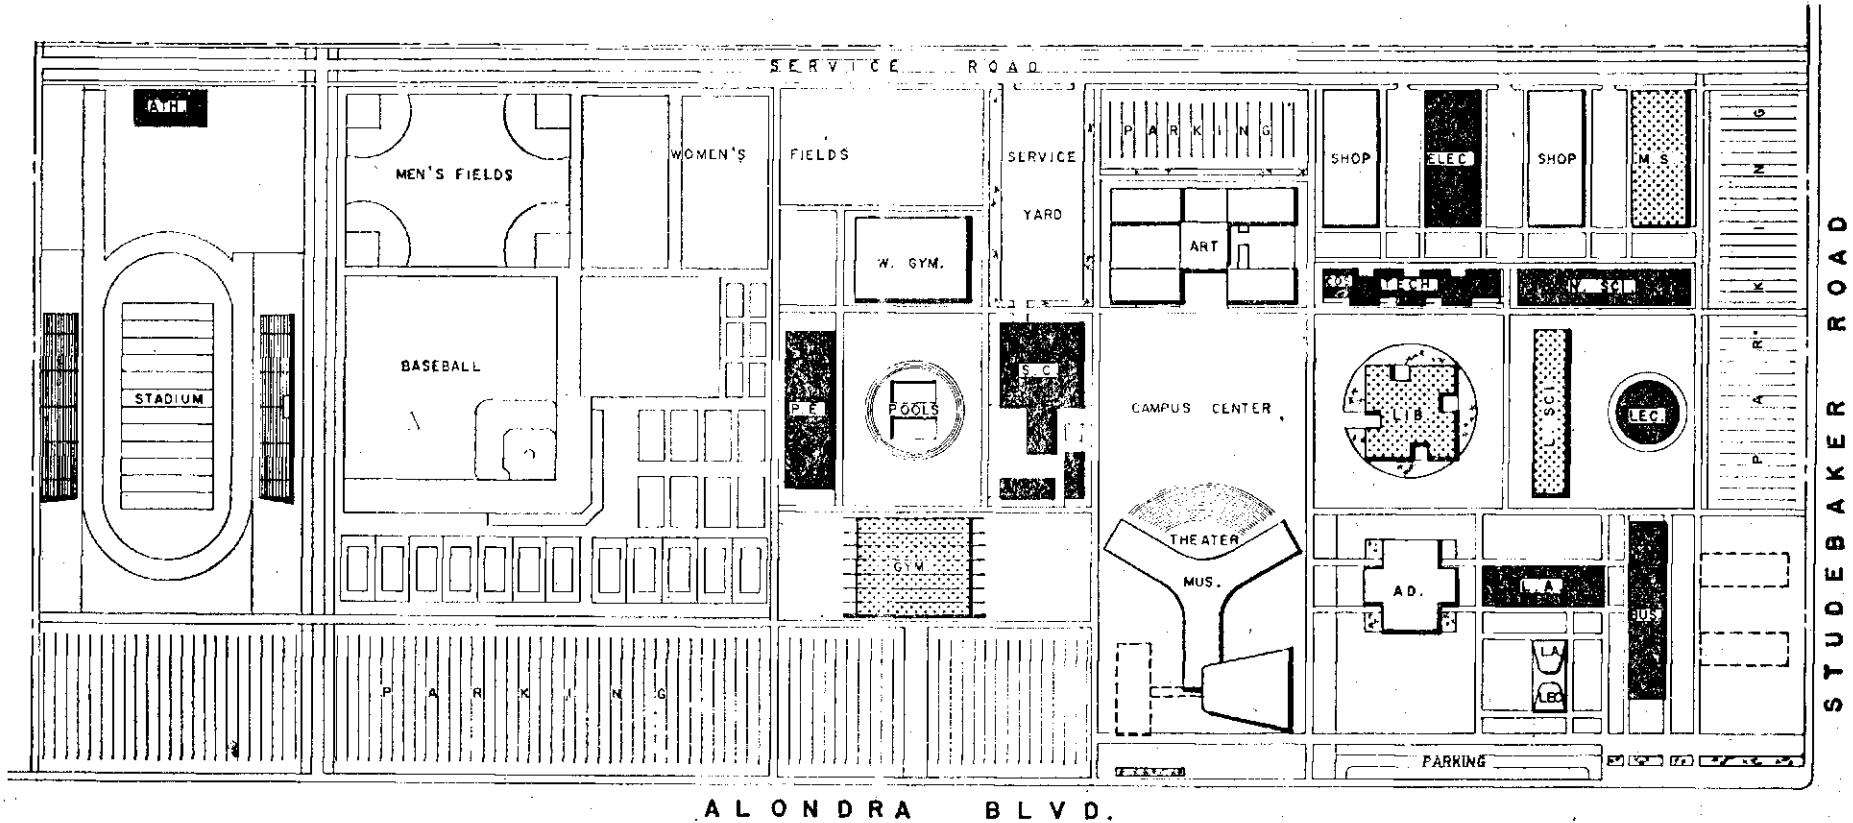 SERVICE ROAD
ATH.
MEN'S FIELDS
WOMEN'S FIELDS
SERVICE
YARD
PARKING
SHOP
ELEC.
SHOP
M.S.
PARKING
W. GYM.
ART
COS
TECH.
N. SCI.
STADIUM
BASEBALL
P.E.
POOLS
S.C.
CAMPUS CENTER
LIB.
L. SCI.
LEC.
GYM.
THEATER
MUS.
AD.
L.A.
BUS.
L.A.
LEC
PARKING
PARKING
ALONDRA BLVD.
STUDEBAKER ROAD